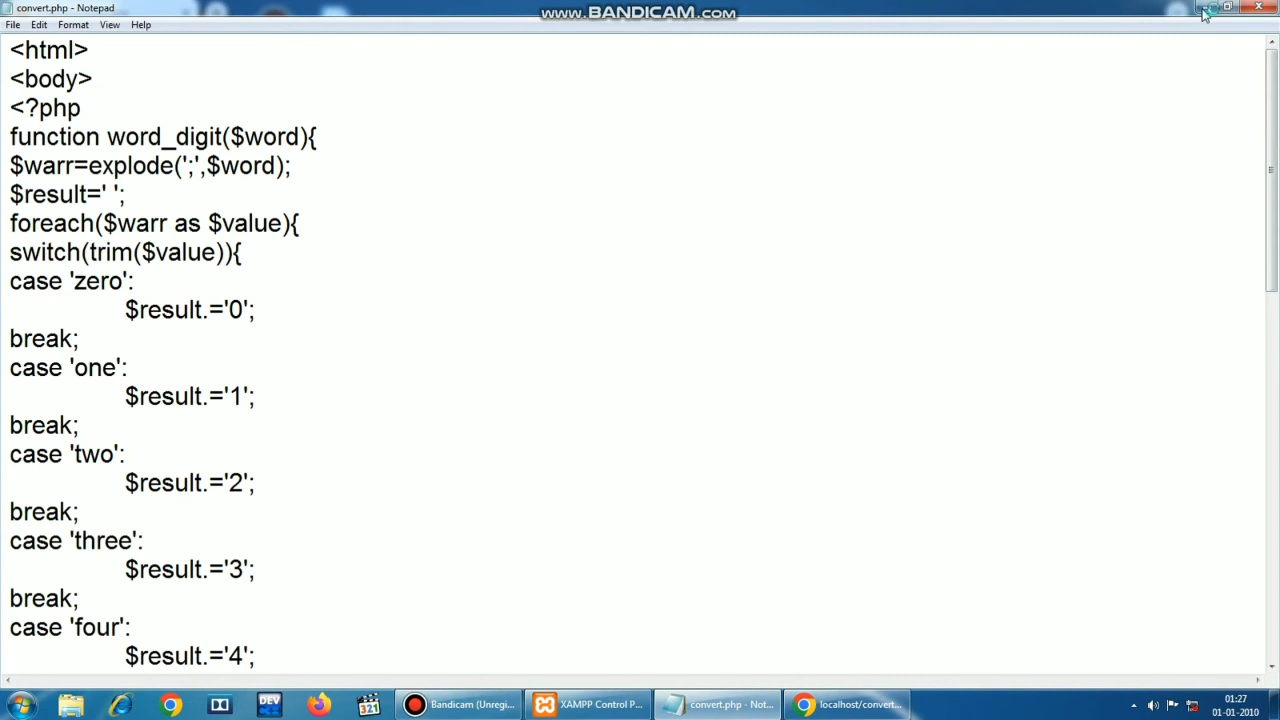 convert.php - Notepad
www.BANDICAM.com
File Edit Format View Help
<html>
<body>
<?php
function word_digit($word){
$warr=explode(';',$word);
$result=' ';
foreach($warr as $value){
switch(trim($value)){
case 'zero':
$result.='0';
break;
case 'one':
$result.='1';
break;
case 'two':
$result.='2';
break;
case 'three':
$result.='3';
break;
case 'four':
$result.='4';
DEV
321
Bandicam (Unregi...
XAMPP Control P...
convert.php - Not...
localhost/convert...
01:27
01-01-2010